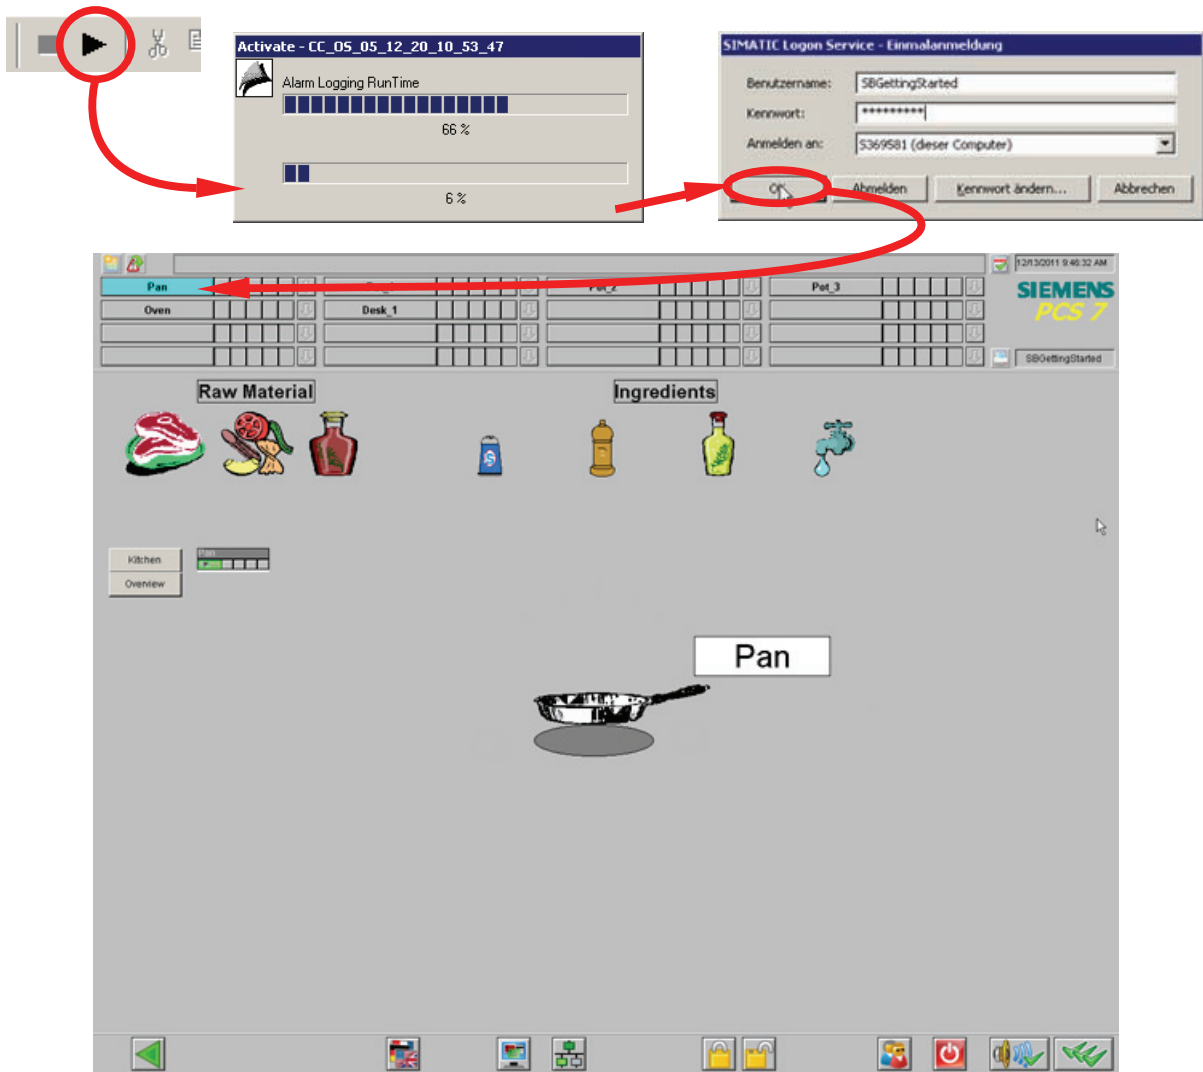 Activate - CC_OS_05_12_20_10_53_47
Alarm Logging RunTime
66 %
6 %
SIMATIC Logon Service - Einmalanmeldung
Benutzername: SBGettingStarted
Kennwort: *********
Anmelden an: S369581 (dieser Computer)
Abmelden Kennwort ändern... Abbrechen
12/13/2011 9:46:32 AM
Pan Pot_2 Pot_3
Oven Desk_1
SIEMENS
PCS 7
SBGettingStarted
Raw Material Ingredients
S
Kitchen
Pan
Overview
Pan